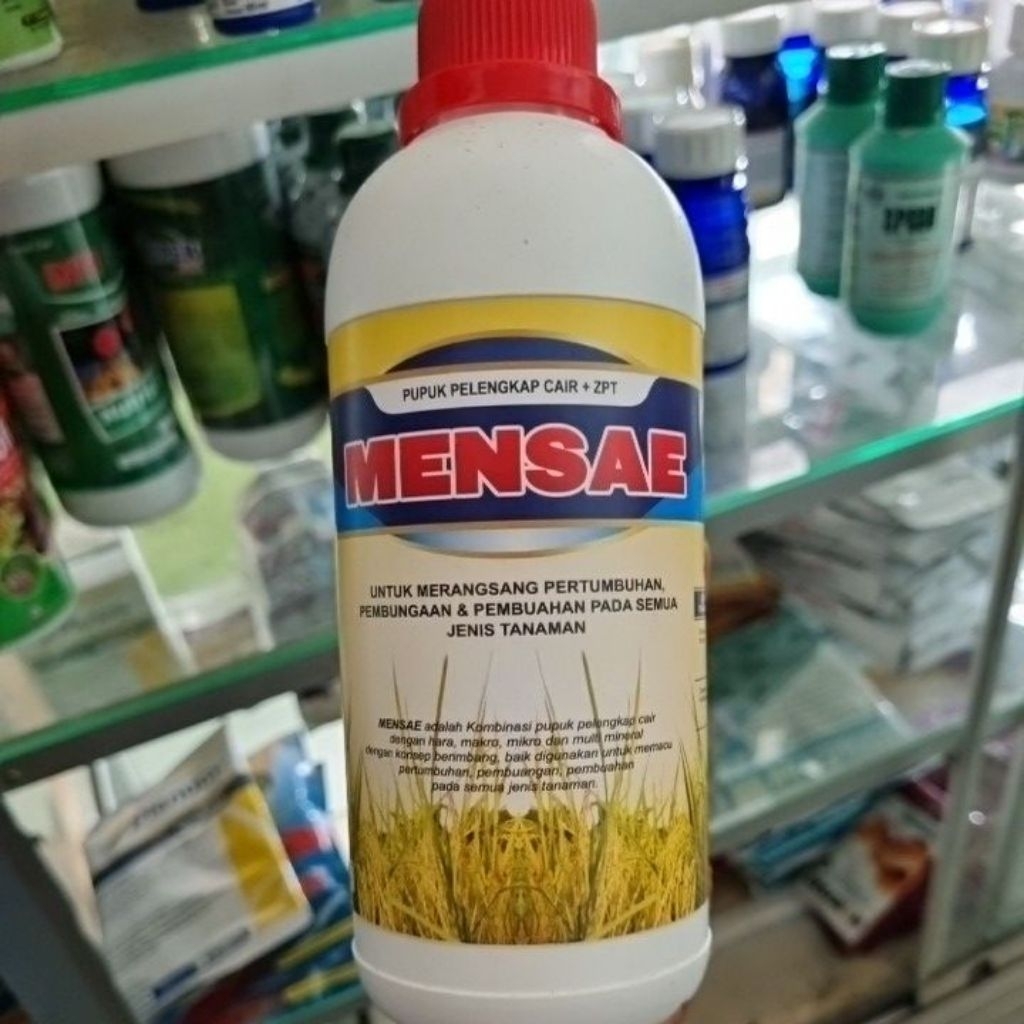 PUPUK PELENGKAP CAIR + ZPT
MENSAE
UNTUK MERANGSANG PERTUMBUHAN,
PEMBUNGAAN & PEMBUAHAN PADA SEMUA
JENIS TANAMAN
MENSAE adalah Kombinasi pupuk pelengkap cair
dengan hara, makro, mikro dan multi mineral
dengan konsep berimbang, baik digunakan untuk memacu
pertumbuhan, pembuangan, pembuahan
pada semua jenis tanaman.